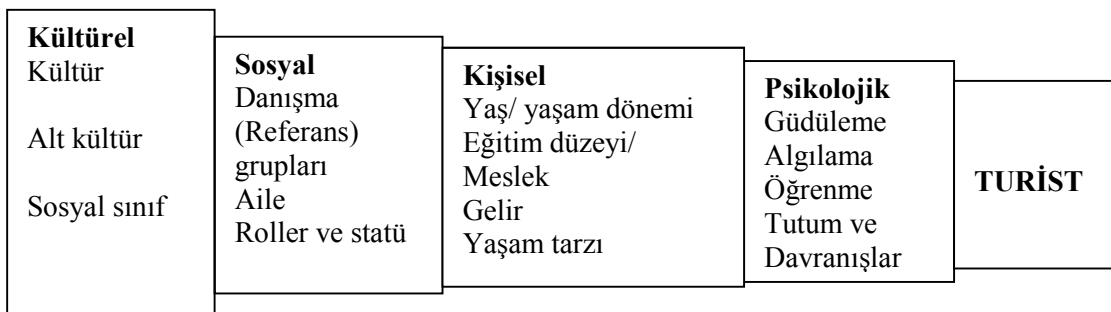 Kültürel
Kültür
Alt kültür
Sosyal sınıf
Sosyal
Danışma
(Referans)
grupları
Aile
Roller ve statü
Kişisel
Yaş/ yaşam dönemi
Eğitim düzeyi/
Meslek
Gelir
Yaşam tarzı
Psikolojik
Güdüleme
Algılama
Öğrenme
Tutum ve
Davranışlar
TURİST